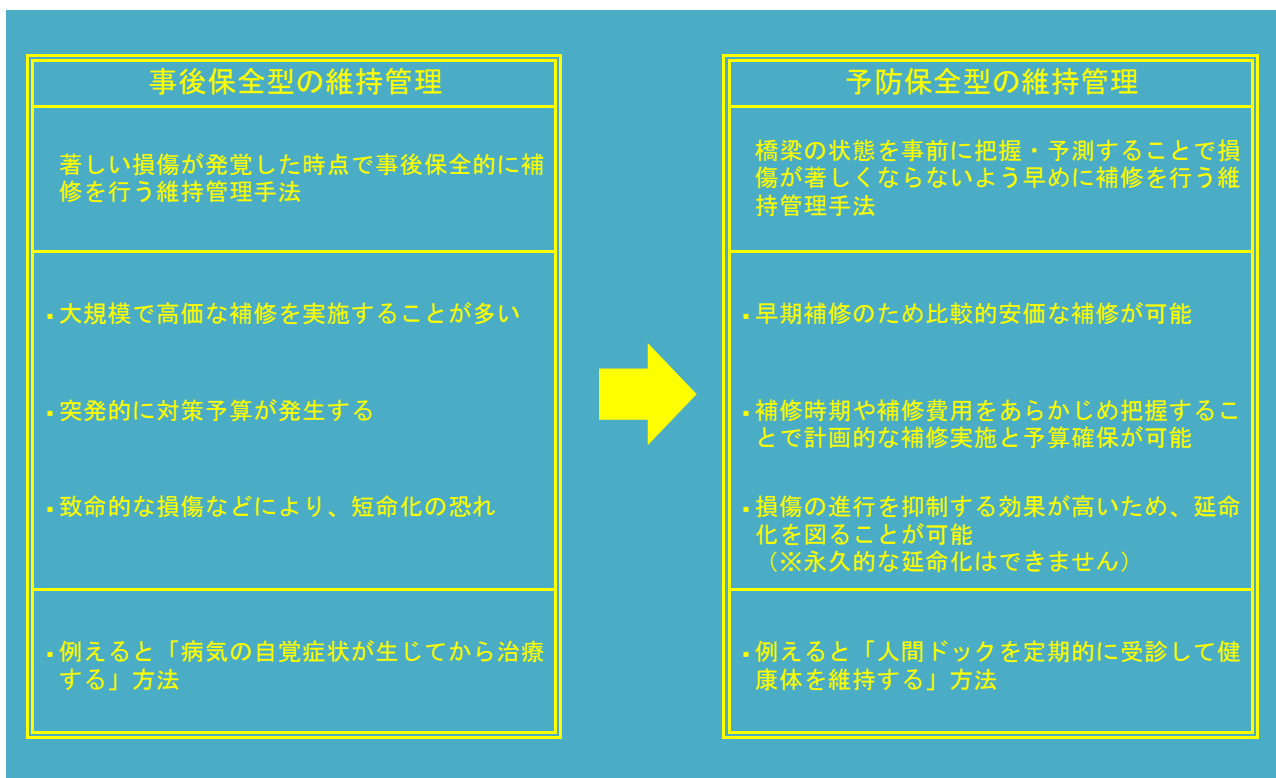 事後保全型の維持管理
著しい損傷が発覚した時点で事後保全的に補
修を行う維持管理手法
▪大規模で高価な補修を実施することが多い
▪突発的に対策予算が発生する
▪致命的な損傷などにより、短命化の恐れ
▪例えると「病気の自覚症状が生じてから治療
する」方法
予防保全型の維持管理
橋梁の状態を事前に把握・予測することで損
傷が著しくならないよう早めに補修を行う維
持管理手法
▪早期補修のため比較的安価な補修が可能
▪補修時期や補修費用をあらかじめ把握するこ
とで計画的な補修実施と予算確保が可能
▪損傷の進行を抑制する効果が高いため、延命
化を図ることが可能
（※永久的な延命化はできません）
▪例えると「人間ドックを定期的に受診して健
康体を維持する」方法